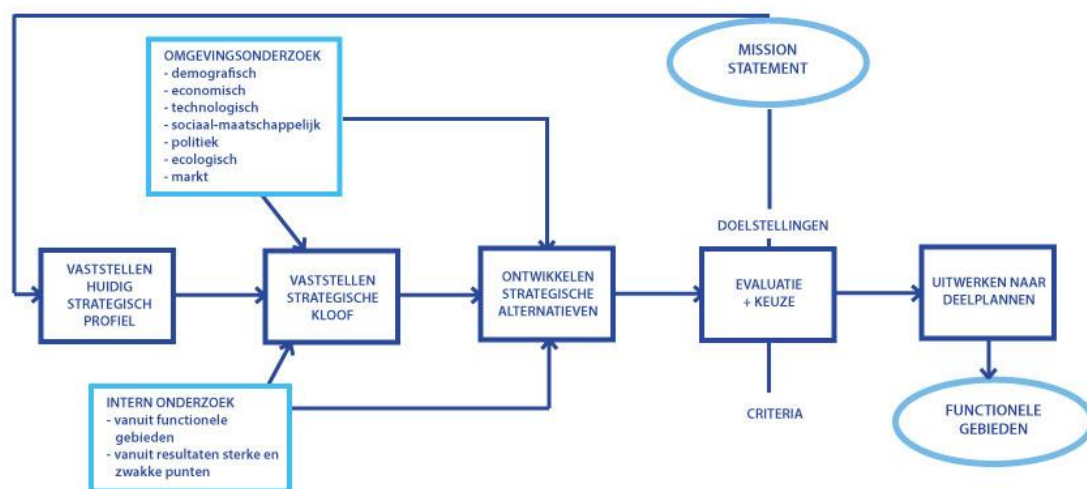 OMGEVINGSONDERZOEK
- demografisch
- economisch
- technologisch
- sociaal-maatschappelijk
- politiek
- ecologisch
- markt
MISSION
STATEMENT
DOELSTELLINGEN
VASTSTELLEN
HUIDIG
STRATEGISCH
PROFIEL
VASTSTELLEN
STRATEGISCHE
KLOOF
ONTWIKKELEN
STRATEGISCHE
ALTERNATIEVEN
EVALUATIE
+ KEUZE
UITWERKEN NAAR
DEELPLANNEN
INTERN ONDERZOEK
- vanuit functionele
gebieden
- vanuit resultaten sterke en
zwakke punten
CRITERIA
FUNCTIONELE
GEBIEDEN